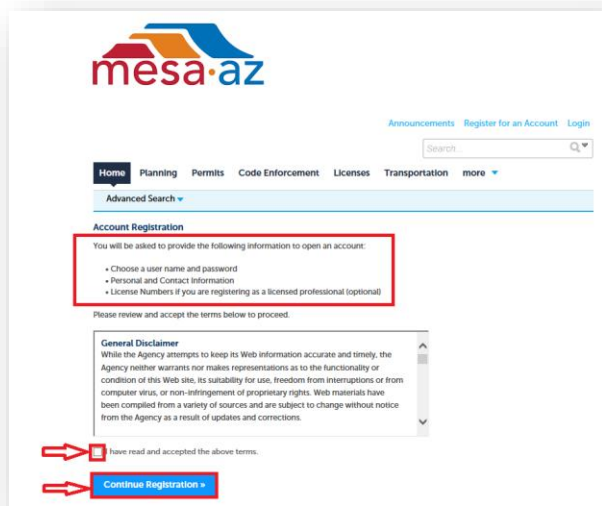 mesa·az
Announcements Register for an Account Login
Search...
Home Planning Permits Code Enforcement Licenses Transportation more
Advanced Search
Account Registration
You will be asked to provide the following information to open an account:
• Choose a user name and password
• Personal and Contact Information
• License Numbers if you are registering as a licensed professional (optional)
Please review and accept the terms below to proceed.
General Disclaimer
While the Agency attempts to keep its Web information accurate and timely, the
Agency neither warrants nor makes representations as to the functionality or
condition of this Web site, its suitability for use, freedom from interruptions or from
computer virus, or non-infringement of proprietary rights. Web materials have
been compiled from a variety of sources and are subject to change without notice
from the Agency as a result of updates and corrections.
I have read and accepted the above terms.
Continue Registration »